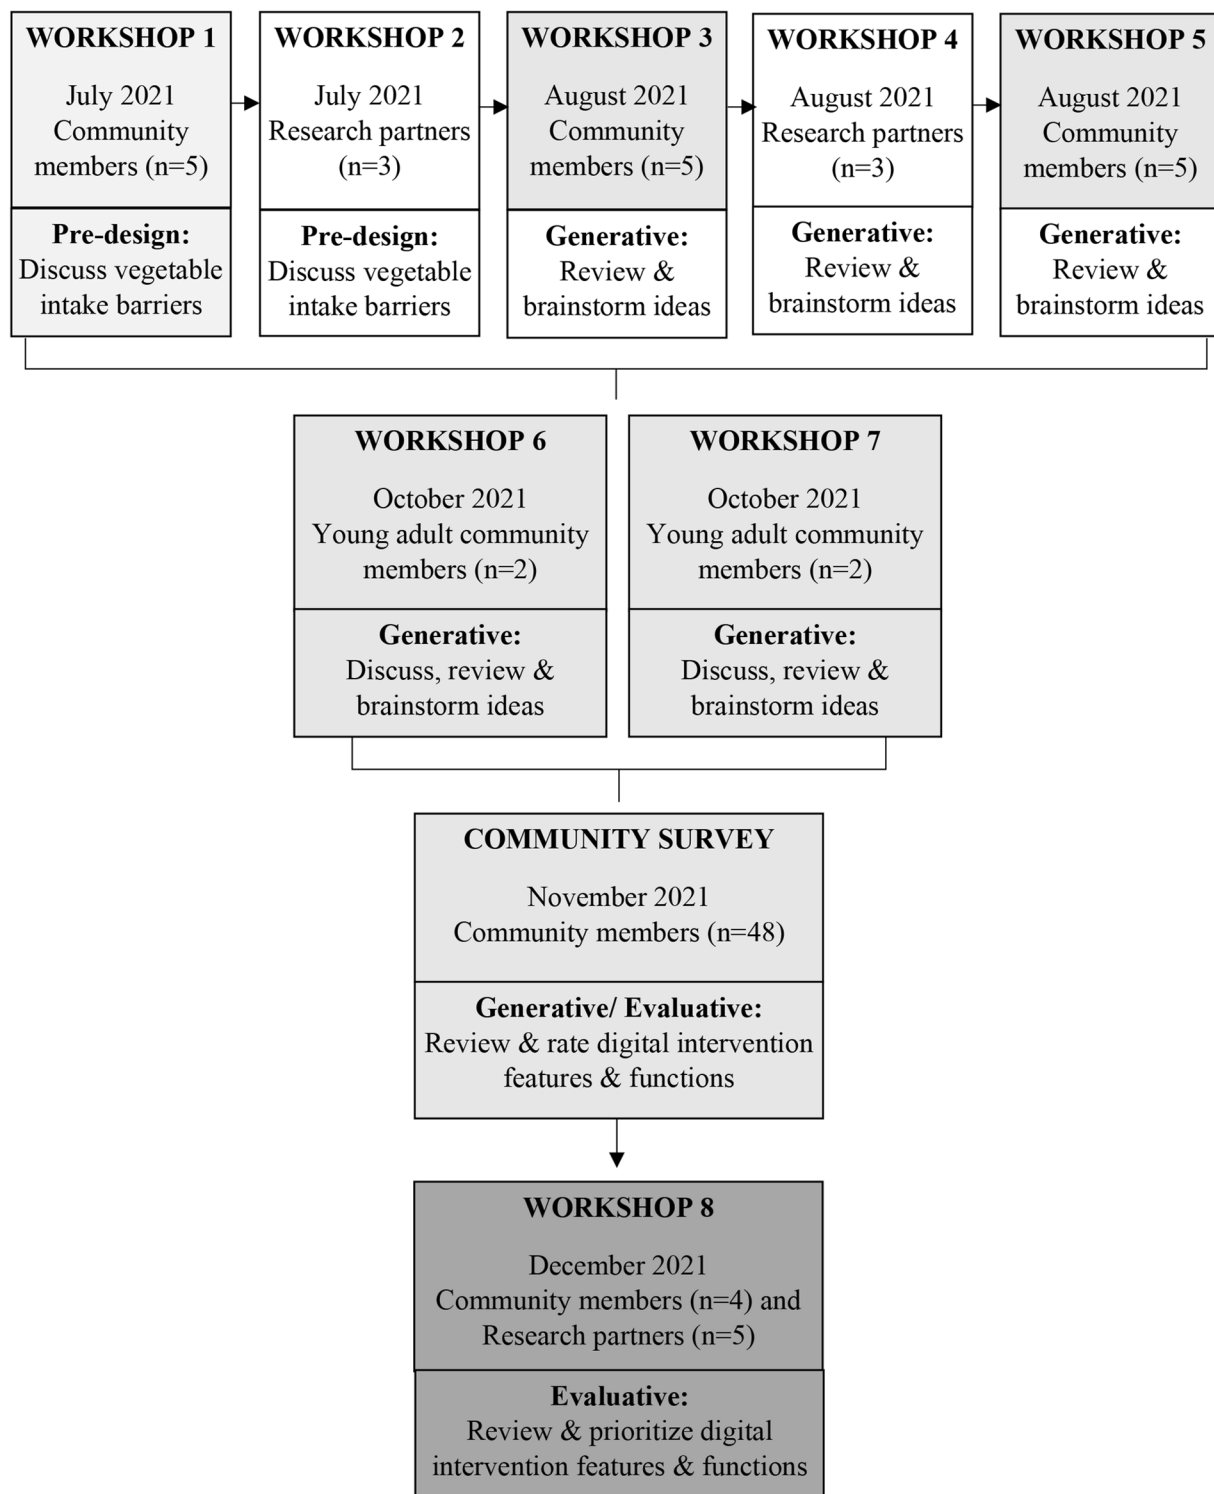 WORKSHOP 1
July 2021
Community
members (n=5)
Pre-design:
Discuss vegetable
intake barriers
WORKSHOP 2
July 2021
Research partners
(n=3)
Pre-design:
Discuss vegetable
intake barriers
WORKSHOP 3
August 2021
Community
members (n=5)
Generative:
Review &
brainstorm ideas
WORKSHOP 4
August 2021
Research partners
(n=3)
Generative:
Review &
brainstorm ideas
WORKSHOP 5
August 2021
Community
members (n=5)
Generative:
Review &
brainstorm ideas
WORKSHOP 6
October 2021
Young adult community
members (n=2)
Generative:
Discuss, review &
brainstorm ideas
WORKSHOP 7
October 2021
Young adult community
members (n=2)
Generative:
Discuss, review &
brainstorm ideas
COMMUNITY SURVEY
November 2021
Community members (n=48)
Generative/ Evaluative:
Review & rate digital intervention
features & functions
WORKSHOP 8
December 2021
Community members (n=4) and
Research partners (n=5)
Evaluative:
Review & prioritize digital
intervention features & functions